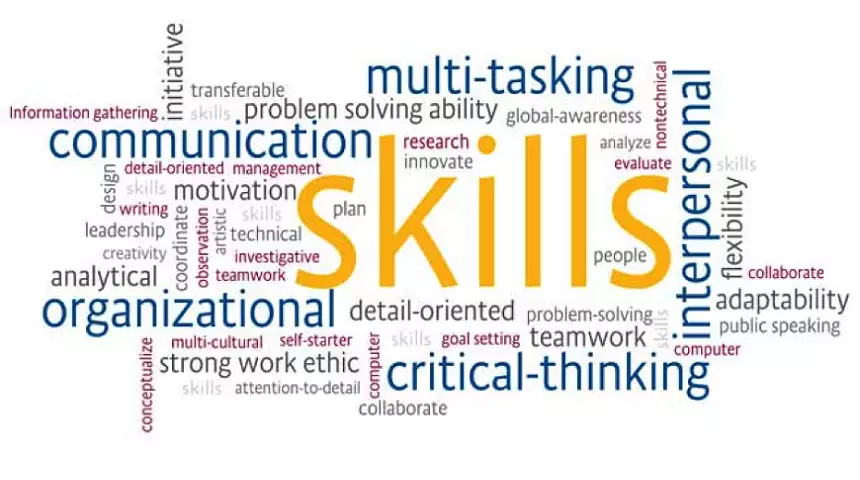 initiative
transferable
multi-tasking
nontechnical
Information gathering
skills
problem solving ability
global-awareness
interpersonal
communication
research
analyze
innovate
evaluate
skills
detail-oriented
management
design
skills
motivation
skills
plan
flexibility
writing
skills
leadership
coordinate
observation
artistic
technical
creativity
investigative
people
analytical
teamwork
collaborate
organizational
detail-oriented
problem-solving
adaptability
public speaking
conceptualize
multi-cultural
self-starter
skills
goal setting
teamwork
skills
computer
strong work ethic
computer
critical-thinking
skills
attention-to-detail
collaborate